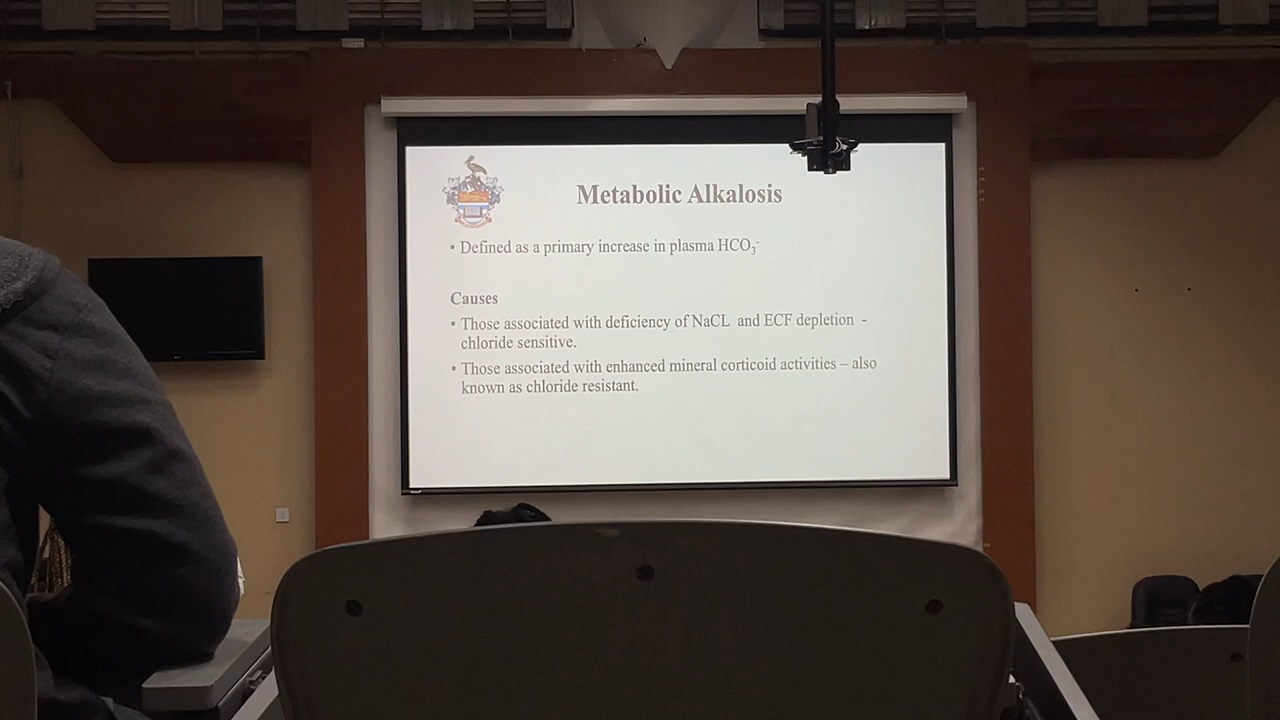 Metabolic Alkalosis
• Defined as a primary increase in plasma HCO₃⁻
Causes
• Those associated with deficiency of NaCL and ECF depletion -
chloride sensitive.
• Those associated with enhanced mineral corticoid activities – also
known as chloride resistant.